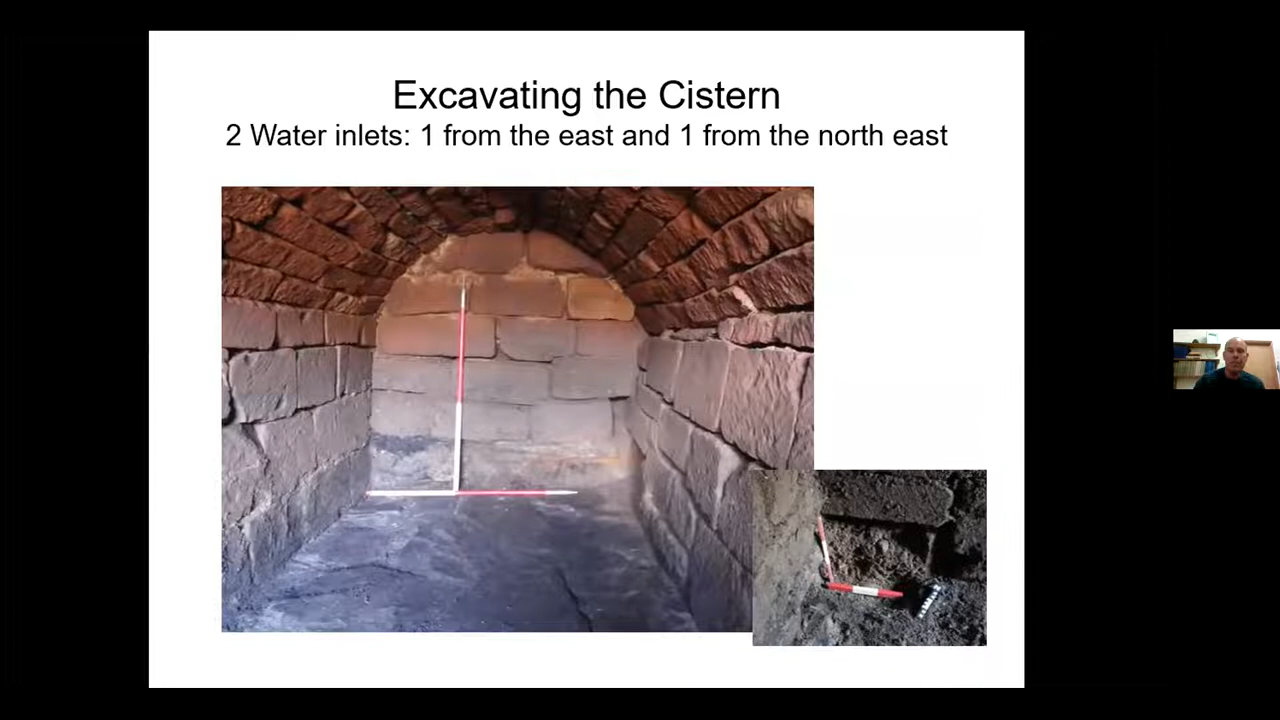 Excavating the Cistern
2 Water inlets: 1 from the east and 1 from the north east